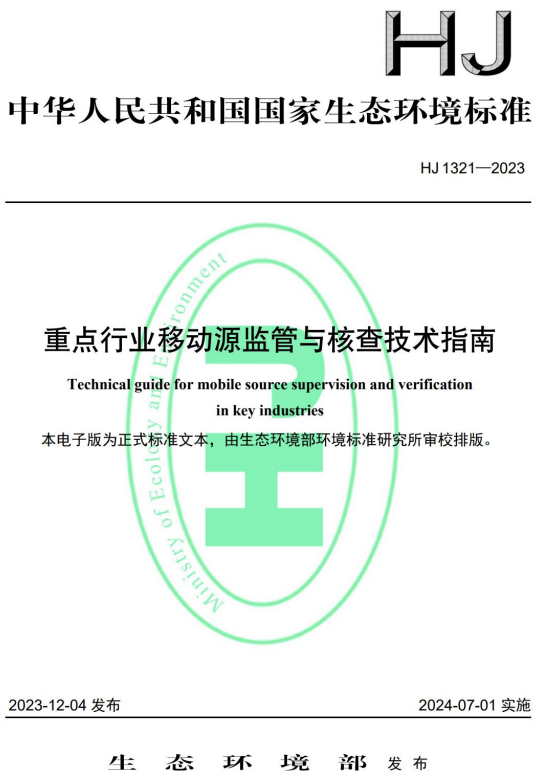 HJ
中华人民共和国国家生态环境标准
HJ 1321—2023
重点行业移动源监管与核查技术指南
Technical guide for mobile source supervision and verification
in key industries
本电子版为正式标准文本，由生态环境部环境标准研究所审校排版。
Ministry of Ecology and Environment
2023-12-04 发布
2024-07-01 实施
生态环境部 发布